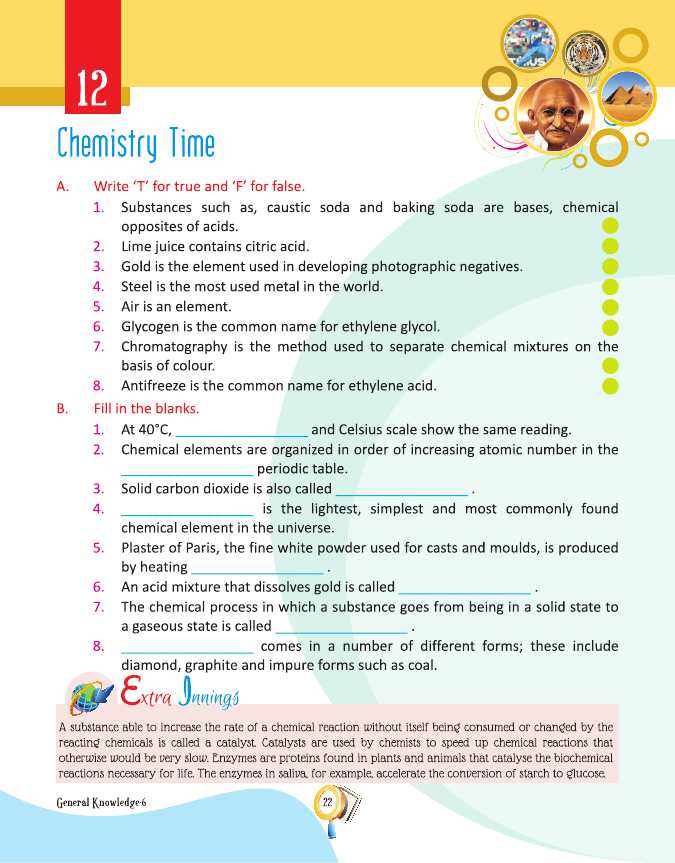 12
Chemistry Time
A. Write ‘T’ for true and ‘F’ for false.
1. Substances such as, caustic soda and baking soda are bases, chemical
opposites of acids.
2. Lime juice contains citric acid.
3. Gold is the element used in developing photographic negatives.
4. Steel is the most used metal in the world.
5. Air is an element.
6. Glycogen is the common name for ethylene glycol.
7. Chromatography is the method used to separate chemical mixtures on the
basis of colour.
8. Antifreeze is the common name for ethylene acid.
B. Fill in the blanks.
1. At 40°C, _________________ and Celsius scale show the same reading.
2. Chemical elements are organized in order of increasing atomic number in the
_________________ periodic table.
3. Solid carbon dioxide is also called _________________ .
4. _________________ is the lightest, simplest and most commonly found
chemical element in the universe.
5. Plaster of Paris, the fine white powder used for casts and moulds, is produced
by heating _________________ .
6. An acid mixture that dissolves gold is called _________________ .
7. The chemical process in which a substance goes from being in a solid state to
a gaseous state is called _________________ .
8. _________________ comes in a number of different forms; these include
diamond, graphite and impure forms such as coal.
Extra Innings
A substance able to increase the rate of a chemical reaction without itself being consumed or changed by the
reacting chemicals is called a catalyst. Catalysts are used by chemists to speed up chemical reactions that
otherwise would be very slow. Enzymes are proteins found in plants and animals that catalyse the biochemical
reactions necessary for life. The enzymes in saliva, for example, accelerate the conversion of starch to glucose.
General Knowledge-6
22